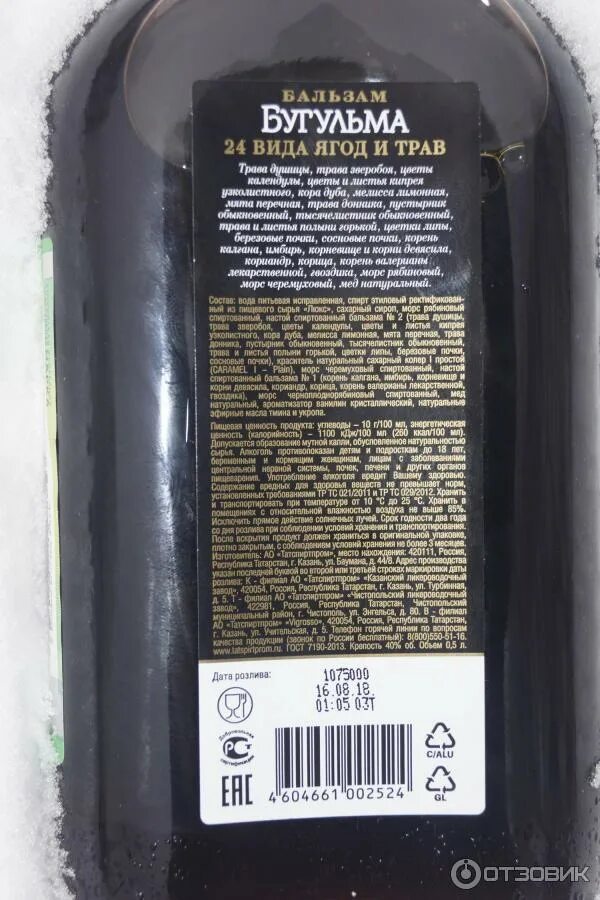 БАЛЬЗАМ
БУГУЛЬМА
24 ВИДА ЯГОД И ТРАВ
Трава душицы, трава зверобоя, цветы
календулы, цветы и листья кипрея
узколистного, кора дуба, мелисса лимонная,
мята перечная, трава донника, пустырник
обыкновенный, тысячелистник обыкновенный,
трава и листья полыни горькой, цветки липы,
березовые почки, сосновые почки, корень
калгана, имбирь, корневище и корни девясила,
кориандр, корица, корень валерианы
лекарственной, гвоздика, морс рябиновый,
морс черемуховый, мед натуральный.
Состав: вода питьевая исправленная, спирт этиловый ректификованный
из пищевого сырья «Люкс», сахарный сироп, морс рябиновый
спиртованный, настой спиртованный бальзама № 2 (трава душицы,
трава зверобоя, цветы календулы, цветы и листья кипрея
узколистного, кора дуба, мелисса лимонная, мята перечная, трава
донника, пустырник обыкновенный, тысячелистник обыкновенный,
трава и листья полыни горькой, цветки липы, березовые почки,
сосновые почки), краситель натуральный сахарный колер I простой
(CARAMEL I – Plain), морс черемуховый спиртованный, настой
спиртованный бальзама № 1 (корень калгана, имбирь, корневище и
корни девясила, кориандр, корица, корень валерианы лекарственной,
гвоздика), морс черноплоднорябиновый спиртованный, мед
натуральный, ароматизатор ванилин кристаллический, натуральные
эфирные масла тмина и укропа.
Пищевая ценность продукта: углеводы – 10 г/100 мл, энергетическая
ценность (калорийность) – 1100 кДж/100 мл (260 ккал/100 мл).
Допускается образование мутной капли, обусловленное натуральностью
сырья. Алкоголь противопоказан детям и подросткам до 18 лет,
беременным и кормящим женщинам, лицам с заболеваниями
центральной нервной системы, почек, печени и других органов
пищеварения. Употребление алкоголя вредит Вашему здоровью.
Содержание вредных для здоровья веществ не превышает норм,
установленных требованиями ТР ТС 021/2011 и ТР ТС 029/2012. Хранить
и транспортировать при температуре от 10 °С до 25 °С. Хранить в
помещениях с относительной влажностью воздуха не выше 85%.
Исключить прямое действие солнечных лучей. Срок годности два года
со дня розлива при соблюдении условий хранения и транспортирования.
После вскрытия продукт должен храниться в оригинальной упаковке,
плотно закрытым, с соблюдением условий хранения не более 3 месяцев.
Изготовитель: АО «Татспиртпром», место нахождения: 420111, Россия,
Республика Татарстан, г. Казань, ул. Баумана, д. 44/8. Адрес производства
указан последней буквой во второй или третьей строках маркировки даты
розлива: К - филиал АО «Татспиртпром» «Казанский ликероводочный
завод», 420054, Россия, Республика Татарстан, г. Казань, ул. Турбинная,
д. 5. Т - филиал АО «Татспиртпром» «Чистопольский ликероводочный
завод», 422981, Россия, Республика Татарстан, Чистопольский
муниципальный район, г. Чистополь, ул. Энгельса, д. 80. В - филиал
АО «Татспиртпром» «Vigrosso», 420054, Россия, Республика Татарстан,
г. Казань, ул. Учительская, д. 5. Телефон горячей линии по вопросам
качества продукции (звонок по России бесплатный): 8(800)550-51-16.
www.tatspirtprom.ru. ГОСТ 7190-2013. Крепость 40% об. Объем 0,5 л.
Дата розлива:
1075000
16.08.18
01:05 03Т
Добровольная
РСТ
сертификация
EAC
4 604661 002524
C/ALU
GL
ОТЗОВИК